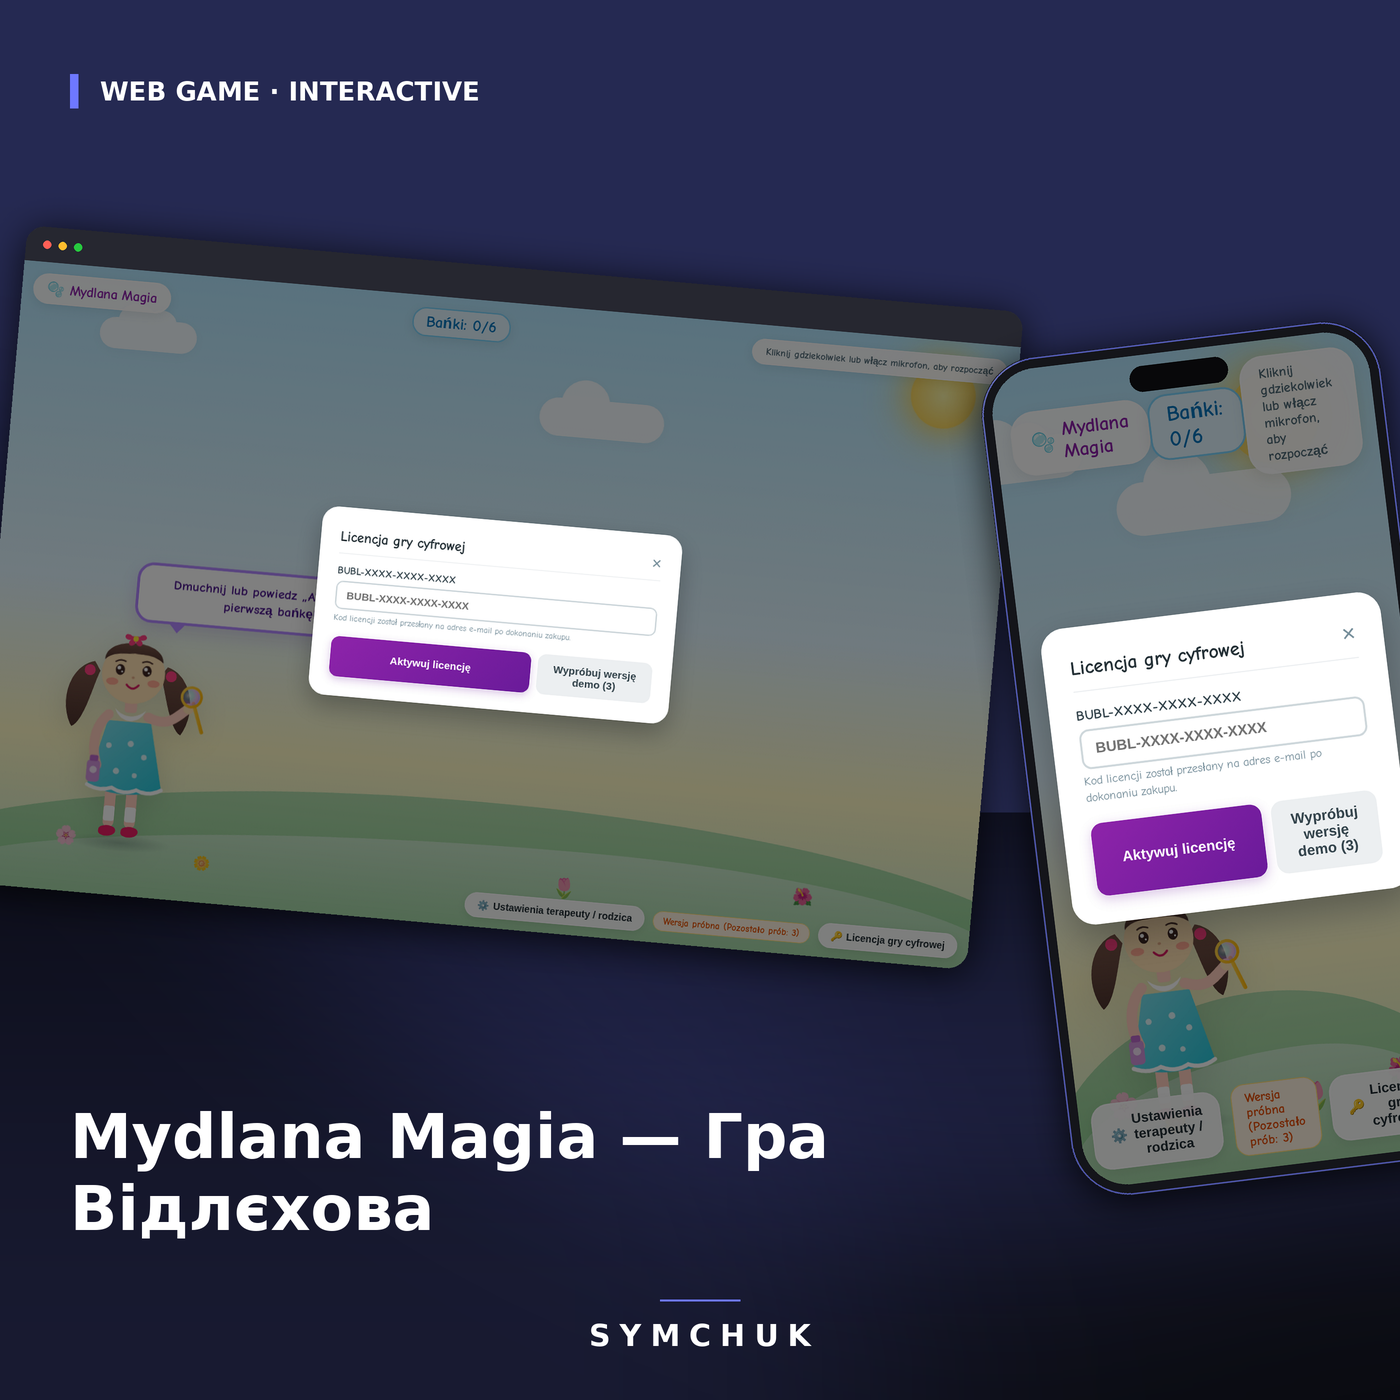 WEB GAME · INTERACTIVE
Mydlana Magia
Bańki: 0/6
Kliknij gdziekolwiek lub włącz mikrofon, aby rozpocząć
Dmuchnij lub powiedz „A
pierwszą bańkę
Licencja gry cyfrowej
×
BUBL-XXXX-XXXX-XXXX
BUBL-XXXX-XXXX-XXXX
Kod licencji został przesłany na adres e-mail po dokonaniu zakupu.
Aktywuj licencję
Wypróbuj wersję
demo (3)
Ustawienia terapeuty / rodzica
Wersja próbna (Pozostało prób: 3)
Licencja gry cyfrowej
Mydlana
Magia
Bańki:
0/6
Kliknij
gdziekolwiek
lub włącz
mikrofon,
aby
rozpocząć
Licencja gry cyfrowej
×
BUBL-XXXX-XXXX-XXXX
BUBL-XXXX-XXXX-XXXX
Kod licencji został przesłany na adres e-mail po
dokonaniu zakupu.
Aktywuj licencję
Wypróbuj
wersję
demo (3)
Ustawienia
terapeuty /
rodzica
Wersja
próbna
(Pozostało
prób: 3)
Licen
gr
cyfro
Mydlana Magia — Гра
Відлєхова
SYMCHUK